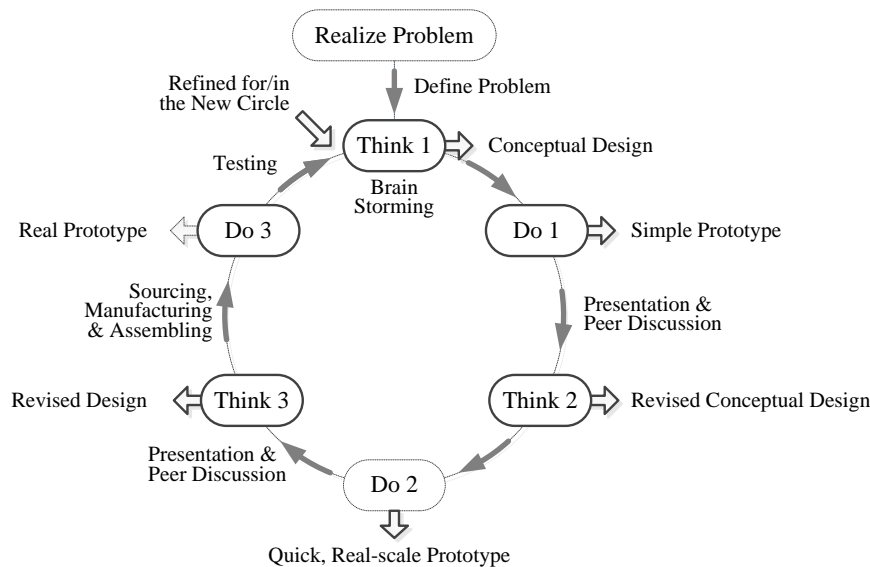 Realize Problem
Refined for/in
the New Circle
Define Problem
Think 1
Conceptual Design
Testing
Brain
Storming
Real Prototype
Do 3
Do 1
Simple Prototype
Sourcing,
Manufacturing
& Assembling
Presentation &
Peer Discussion
Revised Design
Think 3
Think 2
Revised Conceptual Design
Presentation &
Peer Discussion
Do 2
Quick, Real-scale Prototype